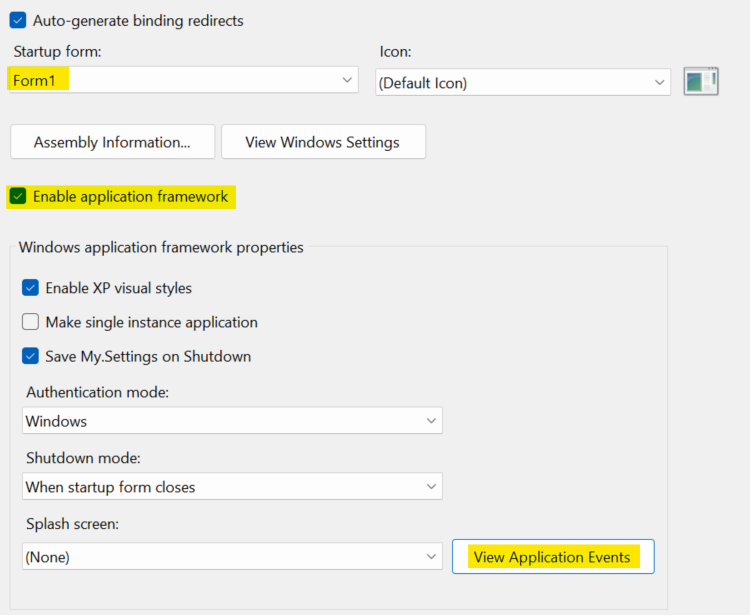 Auto-generate binding redirects
Startup form:
Icon:
Form1
(Default Icon)
Assembly Information...
View Windows Settings
Enable application framework
Windows application framework properties
Enable XP visual styles
Make single instance application
Save My.Settings on Shutdown
Authentication mode:
Windows
Shutdown mode:
When startup form closes
Splash screen:
(None)
View Application Events